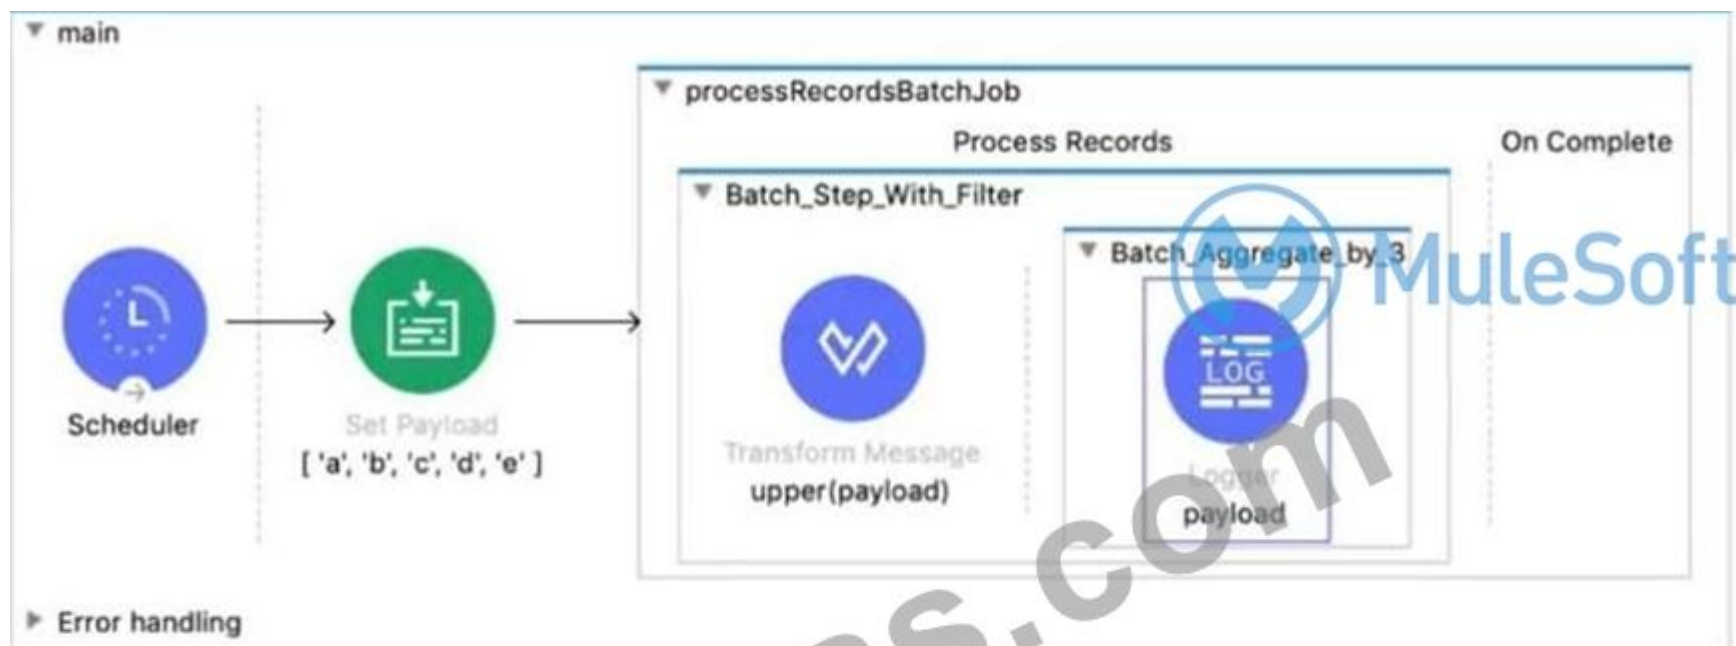 main
processRecordsBatchJob
Process Records
On Complete
Batch_Step_With_Filter
Batch_Aggregate_by_3
MuleSoft
LOG
Scheduler
Set Payload
[ 'a', 'b', 'c', 'd', 'e' ]
Transform Message
upper(payload)
Logger
payload
s.com
Error handling